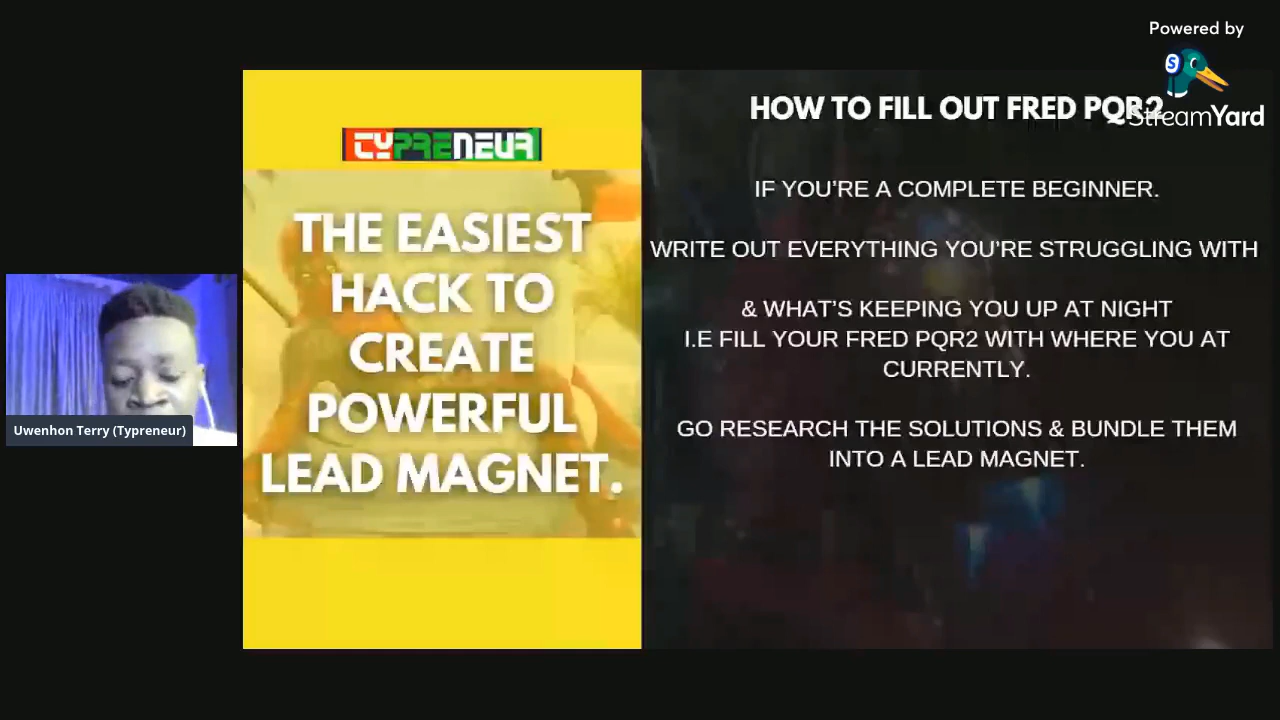 Powered by
StreamYard
TYPRENEUR
THE EASIEST
HACK TO
CREATE
POWERFUL
LEAD MAGNET.
HOW TO FILL OUT FRED PQR2
IF YOU'RE A COMPLETE BEGINNER.
WRITE OUT EVERYTHING YOU'RE STRUGGLING WITH
& WHAT'S KEEPING YOU UP AT NIGHT
I.E FILL YOUR FRED PQR2 WITH WHERE YOU AT
CURRENTLY.
GO RESEARCH THE SOLUTIONS & BUNDLE THEM
INTO A LEAD MAGNET.
Uwenhon Terry (Typreneur)